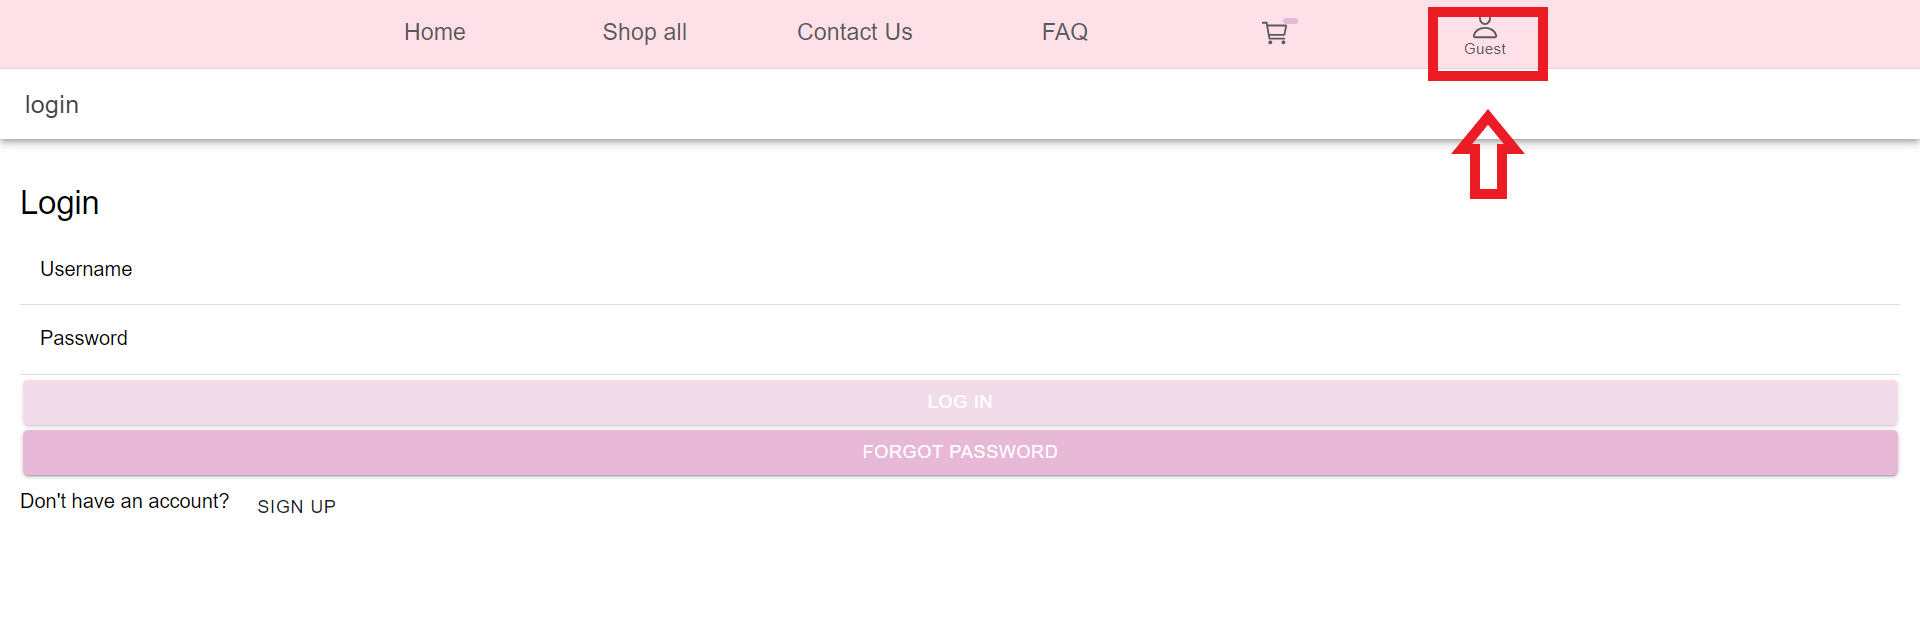 Home Shop all Contact Us FAQ
Guest
login
Login
Username
Password
LOG IN
FORGOT PASSWORD
Don't have an account? SIGN UP